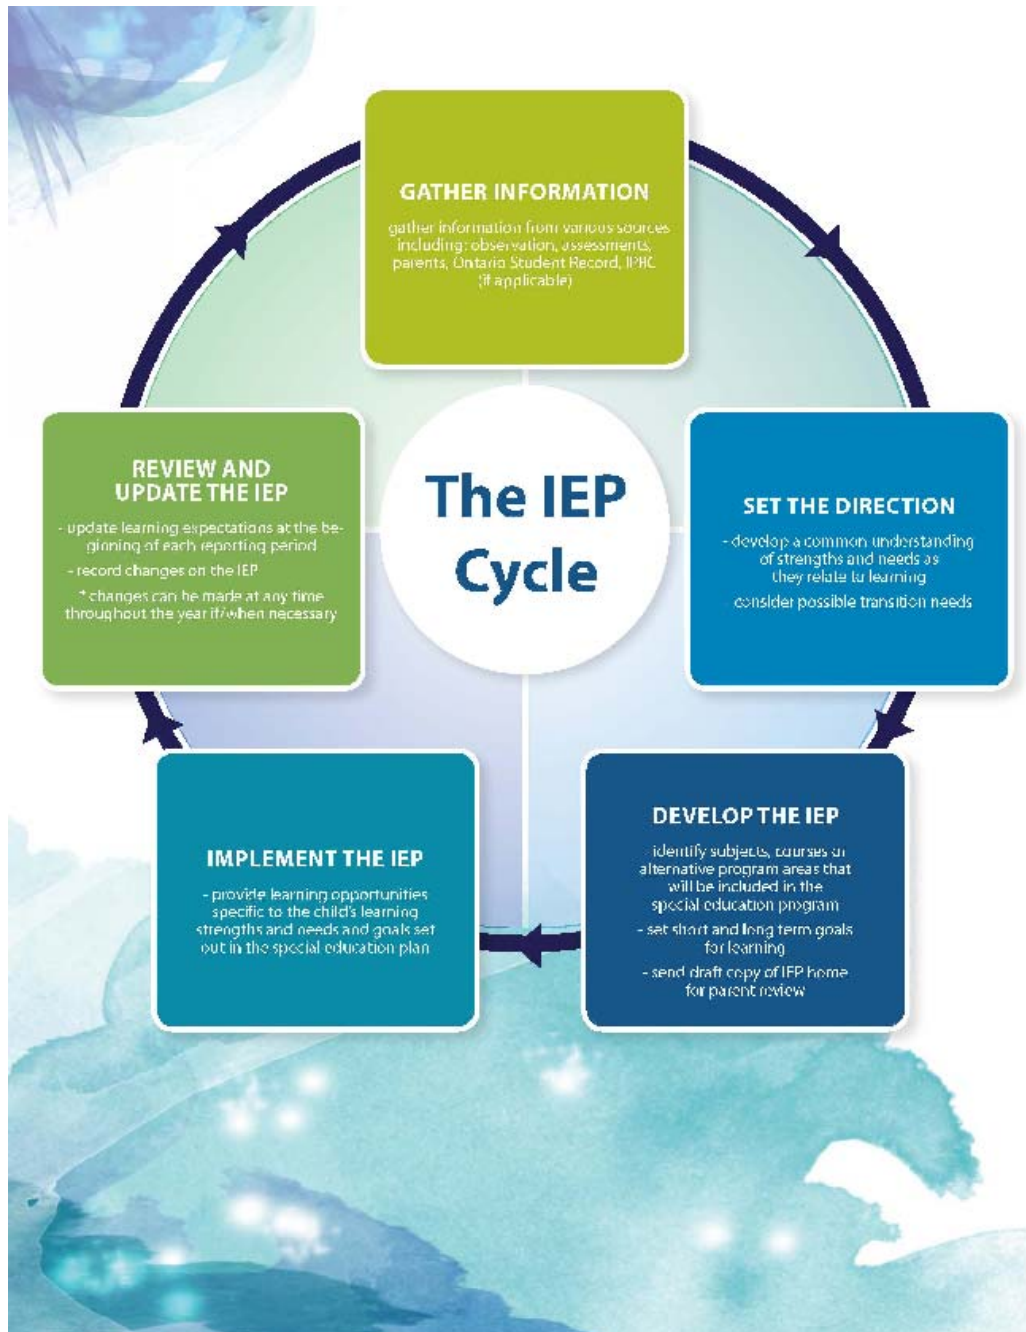 GATHER INFORMATION
gather information from various sources
including: observation, assessments,
parents, Ontario Student Record, IPRC
(if applicable)
The IEP
Cycle
SET THE DIRECTION
- develop a common understanding
of strengths and needs as
they relate to learning
- consider possible transition needs
DEVELOP THE IEP
- identify subjects, courses or
alternative program areas that
will be included in the
special education program
- set short and long term goals
for learning
- send draft copy of IEP home
for parent review
IMPLEMENT THE IEP
- provide learning opportunities
specific to the child's learning
strengths and needs and goals set
out in the special education plan
REVIEW AND
UPDATE THE IEP
- update learning expectations at the be-
ginning of each reporting period
- record changes on the IEP
* changes can be made at any time
throughout the year if/when necessary